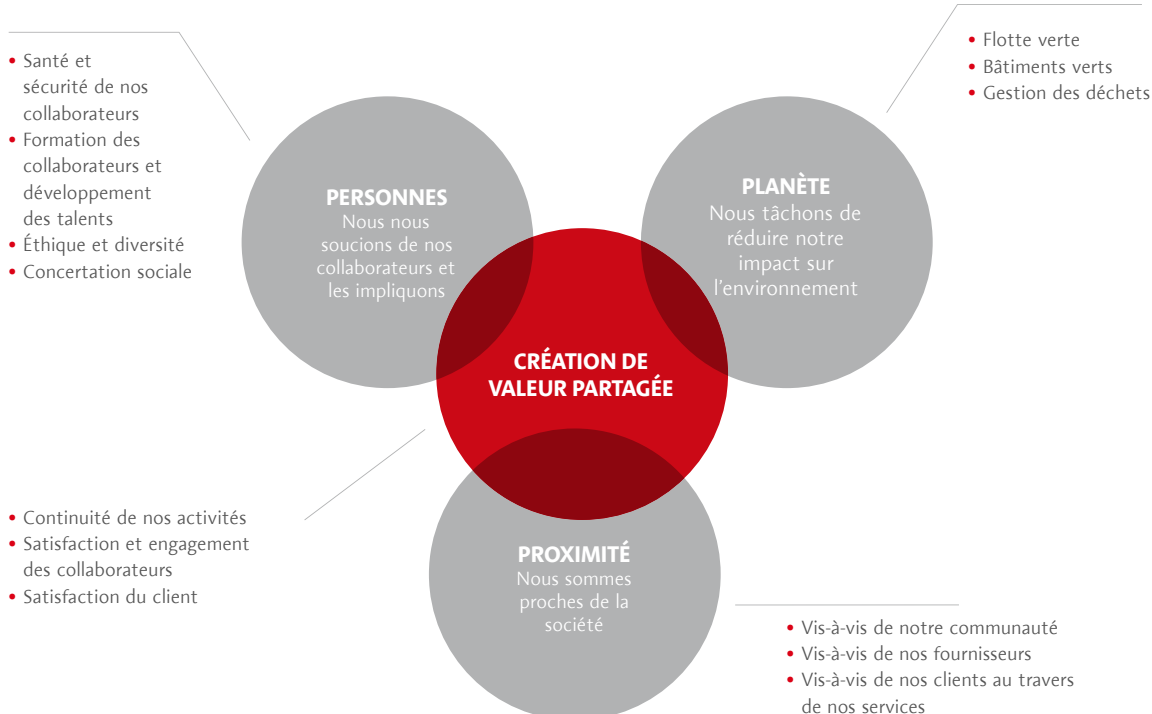 • Santé et
sécurité de nos
collaborateurs
• Formation des
collaborateurs et
développement
des talents
• Éthique et diversité
• Concertation sociale
PERSONNES
Nous nous
soucions de nos
collaborateurs et
les impliquons
PLANÈTE
Nous tâchons de
réduire notre
impact sur
l'environnement
• Flotte verte
• Bâtiments verts
• Gestion des déchets
CRÉATION DE
VALEUR PARTAGÉE
• Continuité de nos activités
• Satisfaction et engagement
des collaborateurs
• Satisfaction du client
PROXIMITÉ
Nous sommes
proches de la
société
• Vis-à-vis de notre communauté
• Vis-à-vis de nos fournisseurs
• Vis-à-vis de nos clients au travers
de nos services